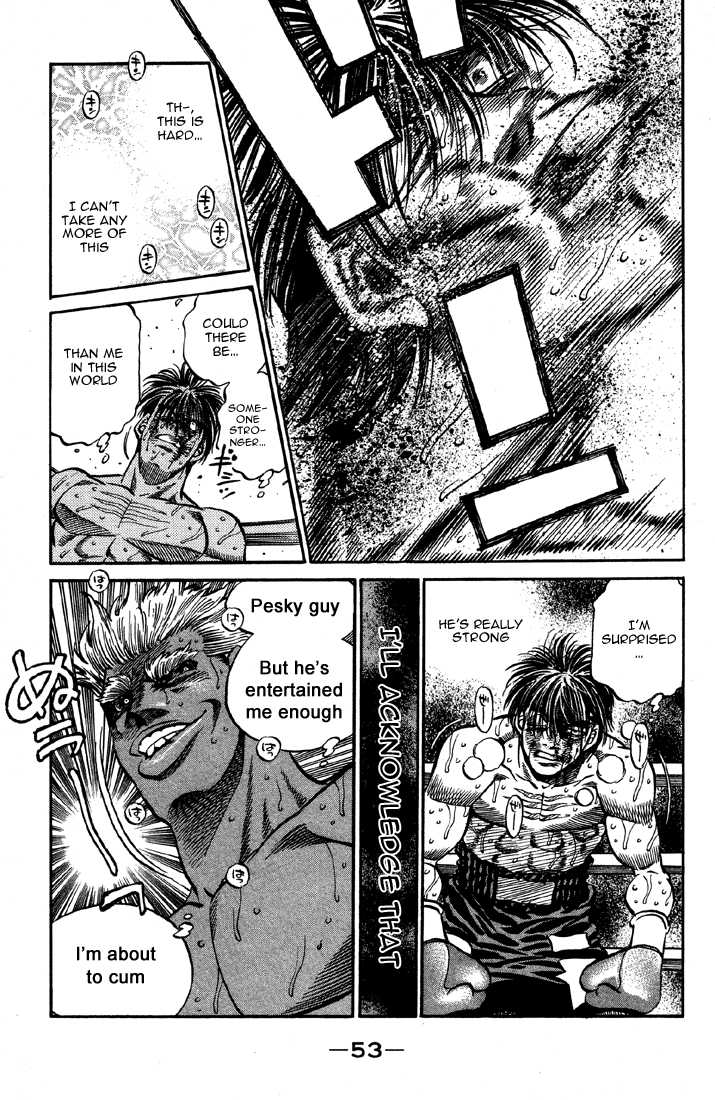 TH-,
THIS IS
HARD...
I CAN'T
TAKE ANY
MORE OF
THIS
COULD
THERE
BE...
SOME-
ONE STRO-
NGER...
THAN ME
IN THIS
WORLD
I'M
SURPRISED
...
HE'S REALLY
STRONG
I'LL ACKNOWLEDGE THAT
Pesky guy
But he's
entertained
me enough
I'm about
to cum
—53—